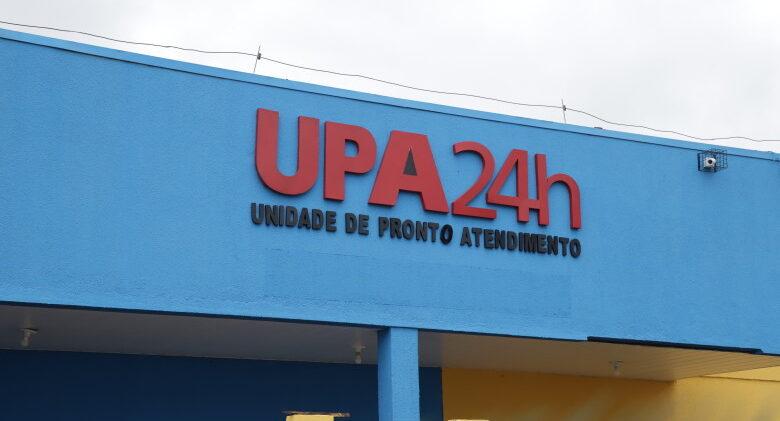 UPA24h
UNIDADE DE PRONTO ATENDIMENTO